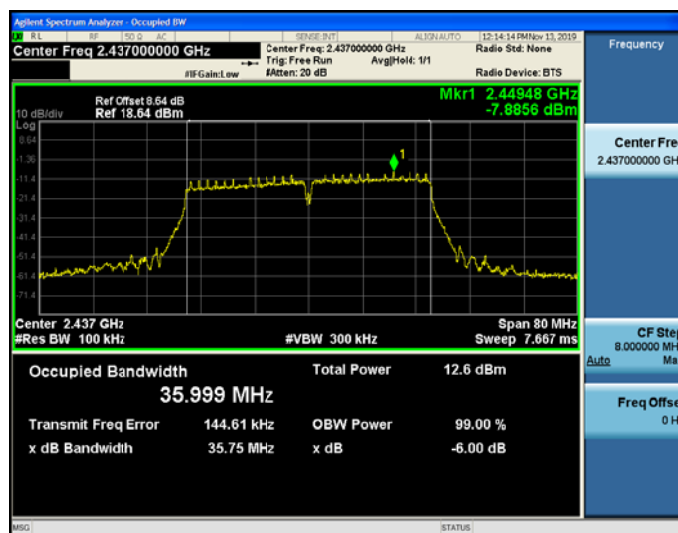 Agilent Spectrum Analyzer - Occupied BW
RL RF 50 Ω AC SENSE:INT ALIGN AUTO 12:14:14 PM Nov 13, 2019
Center Freq 2.437000000 GHz
Center Freq: 2.437000000 GHz
Radio Std: None
Trig: Free Run Avg|Hold: 1/1
#IFGain:Low #Atten: 20 dB Radio Device: BTS
Frequency
Mkr1 2.44948 GHz
-7.8856 dBm
Ref Offset 8.64 dB
10 dB/div Ref 18.64 dBm
Log
8.64
-1.36
-11.4
-21.4
-31.4
-41.4
-51.4
-61.4
-71.4
1
Center 2.437 GHz Span 80 MHz
#Res BW 100 kHz #VBW 300 kHz Sweep 7.667 ms
Occupied Bandwidth Total Power 12.6 dBm
35.999 MHz
Transmit Freq Error 144.61 kHz OBW Power 99.00 %
x dB Bandwidth 35.75 MHz x dB -6.00 dB
Center Fre
2.437000000 GH
CF Ste
8.000000 MH
Auto Ma
Freq Offse
0 H
MSG STATUS